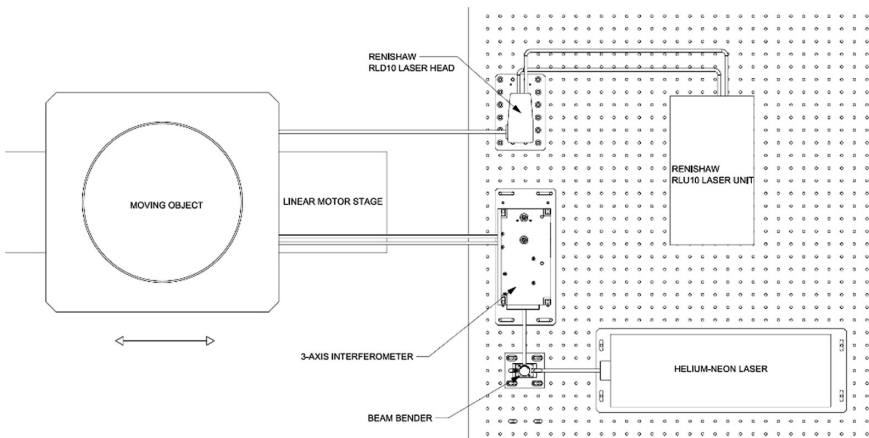 RENISHAW
RLD10 LASER HEAD
RENISHAW
RLU10 LASER UNIT
MOVING OBJECT
LINEAR MOTOR STAGE
3-AXIS INTERFEROMETER
HELIUM-NEON LASER
BEAM BENDER